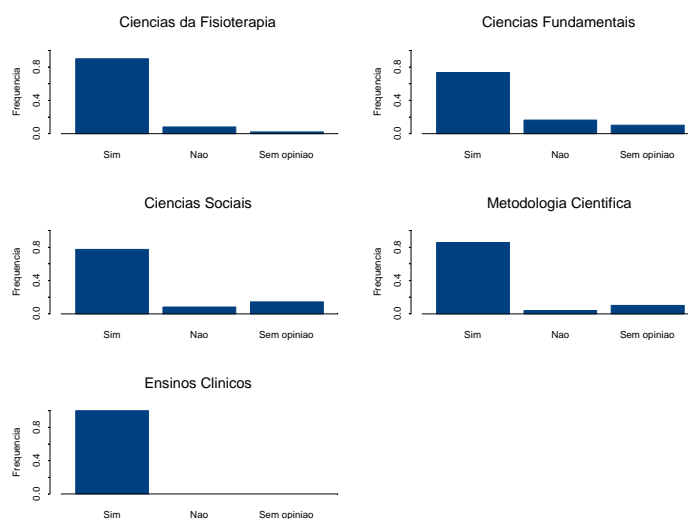 Ciencias da Fisioterapia
Frequencia
0.0 0.4 0.8
Sim Nao Sem opiniao
Ciencias Fundamentais
Frequencia
0.0 0.4 0.8
Sim Nao Sem opiniao
Ciencias Sociais
Frequencia
0.0 0.4 0.8
Sim Nao Sem opiniao
Metodologia Cientifica
Frequencia
0.0 0.4 0.8
Sim Nao Sem opiniao
Ensinos Clinicos
Frequencia
0.0 0.4 0.8
Sim Nao Sem opiniao